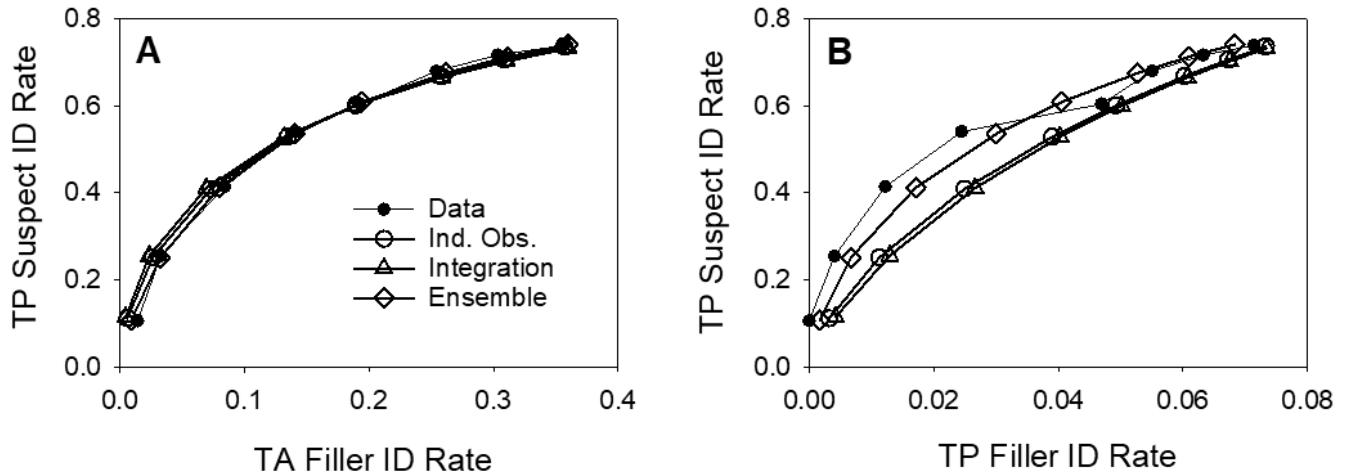 A
TP Suspect ID Rate
0.8
0.6
0.4
0.2
0.0
Data
Ind. Obs.
Integration
Ensemble
0.0 0.1 0.2 0.3 0.4
TA Filler ID Rate
B
TP Suspect ID Rate
0.8
0.6
0.4
0.2
0.0
0.00 0.02 0.04 0.06 0.08
TP Filler ID Rate